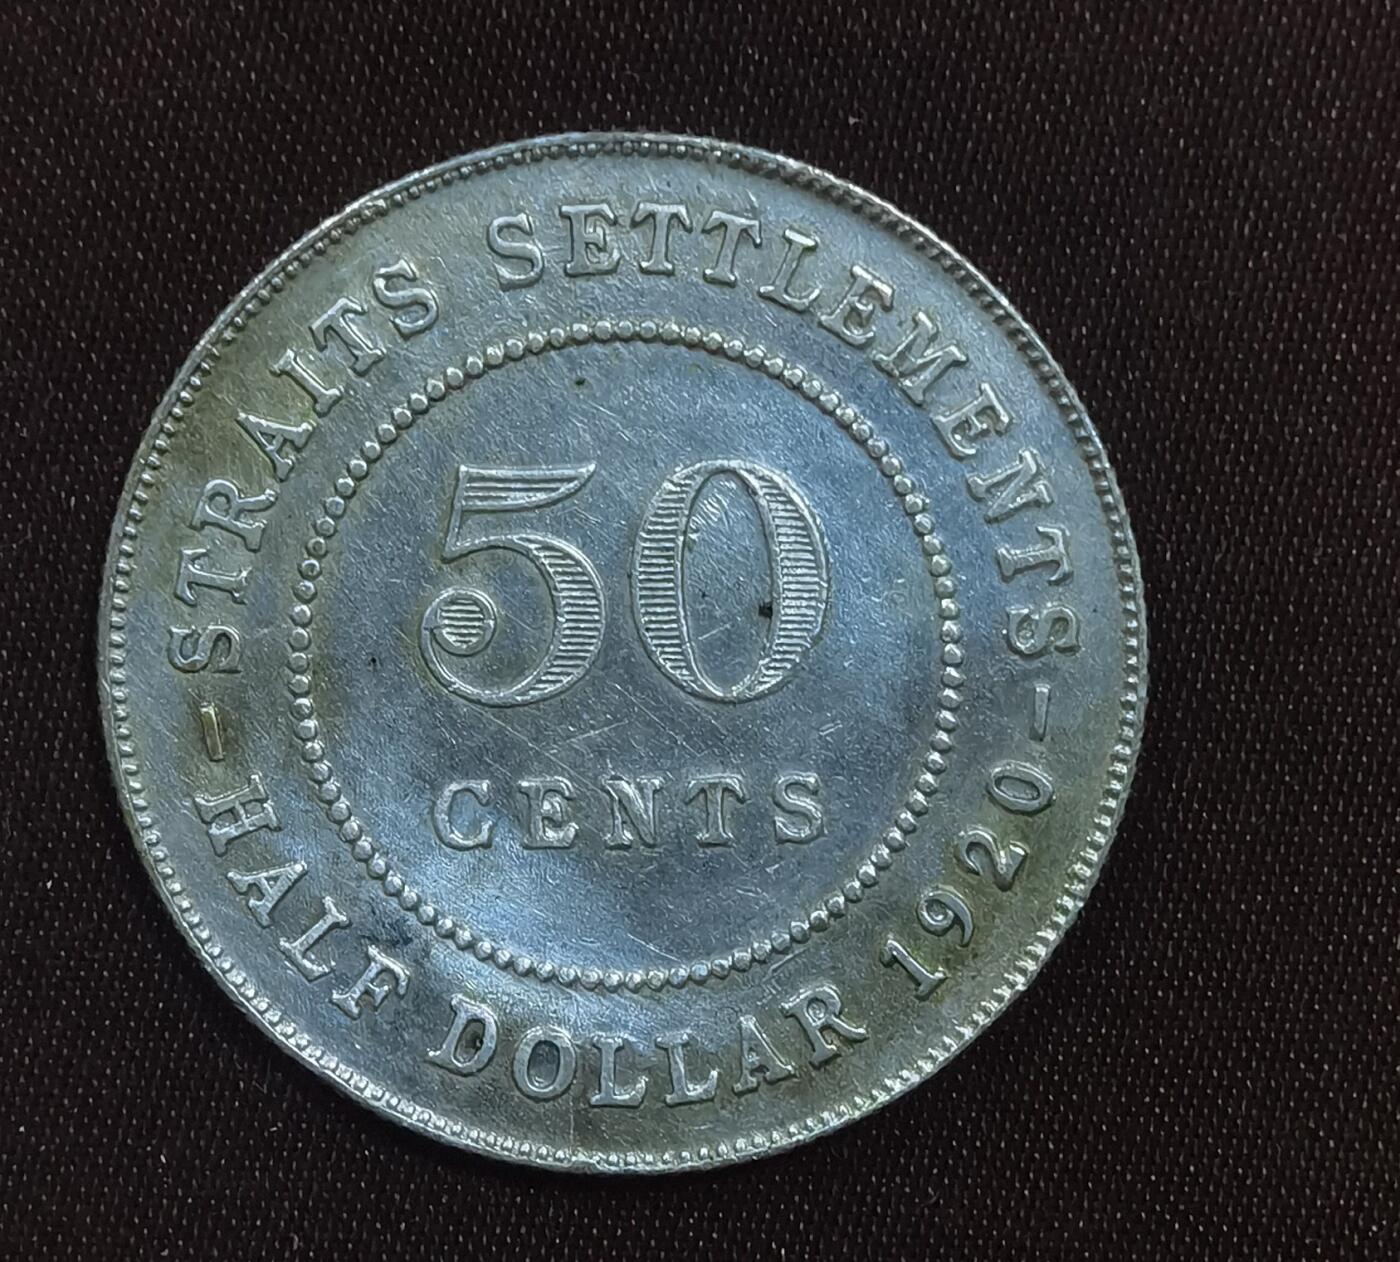 STRAITS SETTLEMENTS
50
CENTS
– HALF DOLLAR 1920 –